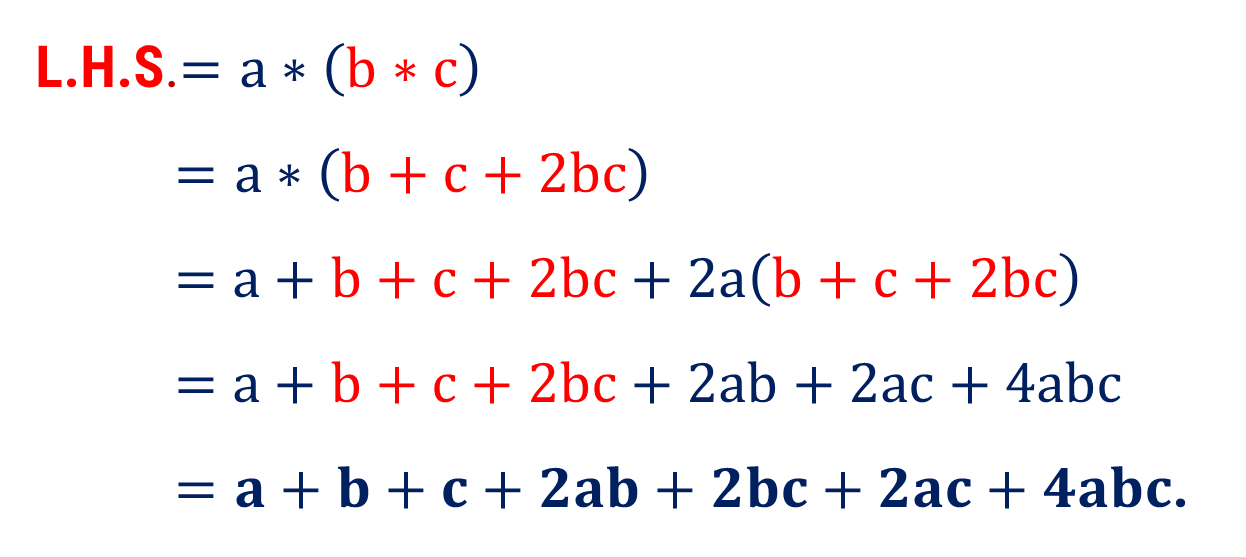 L.H.S.= a ∗ (b ∗ c)
= a ∗ (b + c + 2bc)
= a + b + c + 2bc + 2a(b + c + 2bc)
= a + b + c + 2bc + 2ab + 2ac + 4abc
= a + b + c + 2ab + 2bc + 2ac + 4abc.